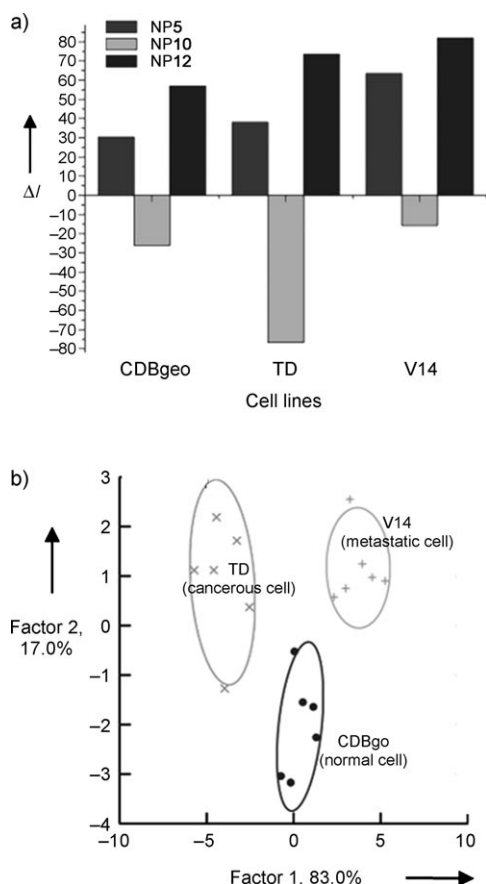 a)
NP5
NP10
NP12
80
70
60
50
40
30
20
10
0
−10
−20
−30
−40
−50
−60
−70
−80
ΔI
CDBgeo TD V14
Cell lines
b)
3
2
1
0
−1
−2
−3
−4
Factor 2,
17.0%
V14
(metastatic cell)
TD
(cancerous cell)
CDBgo
(normal cell)
−10 −5 0 5 10
Factor 1, 83.0%